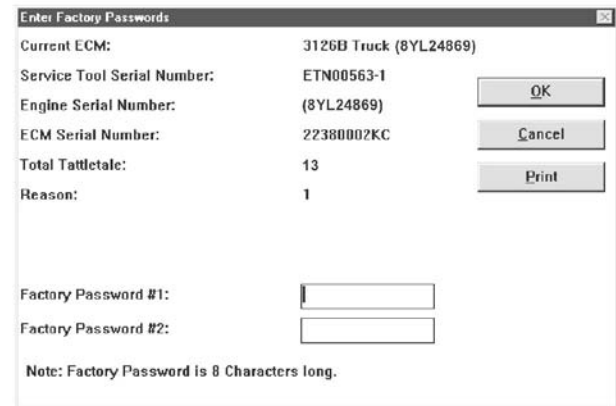 Enter Factory Passwords
Current ECM: 3126B Truck (8YL24869)
Service Tool Serial Number: ETN00563-1
OK
Engine Serial Number: (8YL24869)
ECM Serial Number: 22380002KC
Cancel
Total Tattletale: 13
Print
Reason: 1
Factory Password #1:
Factory Password #2:
Note: Factory Password is 8 Characters long.